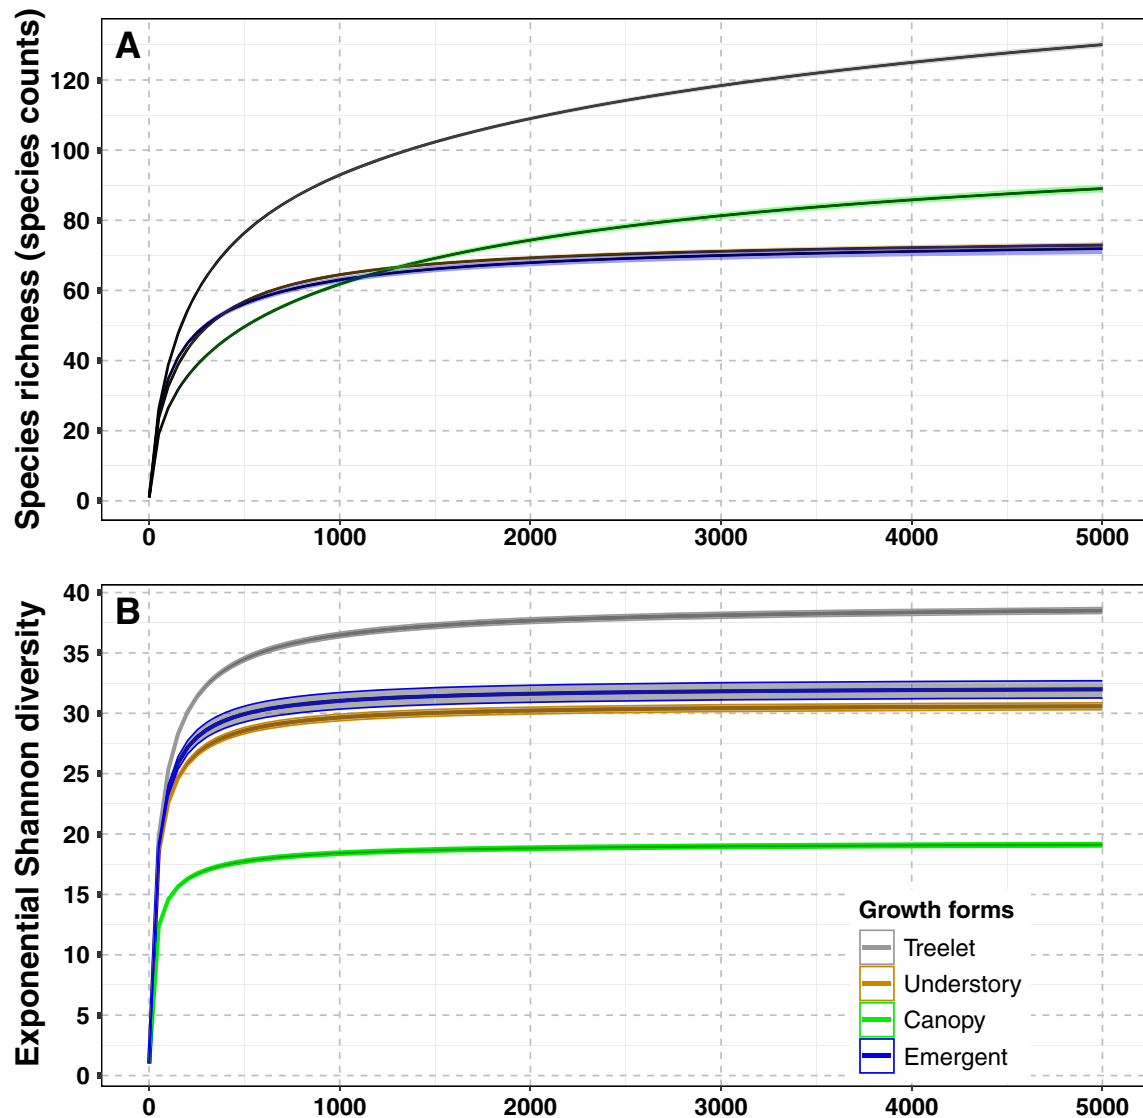 A
Species richness (species counts)
120
100
80
60
40
20
0
0 1000 2000 3000 4000 5000
B
Exponential Shannon diversity
40
35
30
25
20
15
10
5
0
Growth forms
Treelet
Understory
Canopy
Emergent
0 1000 2000 3000 4000 5000